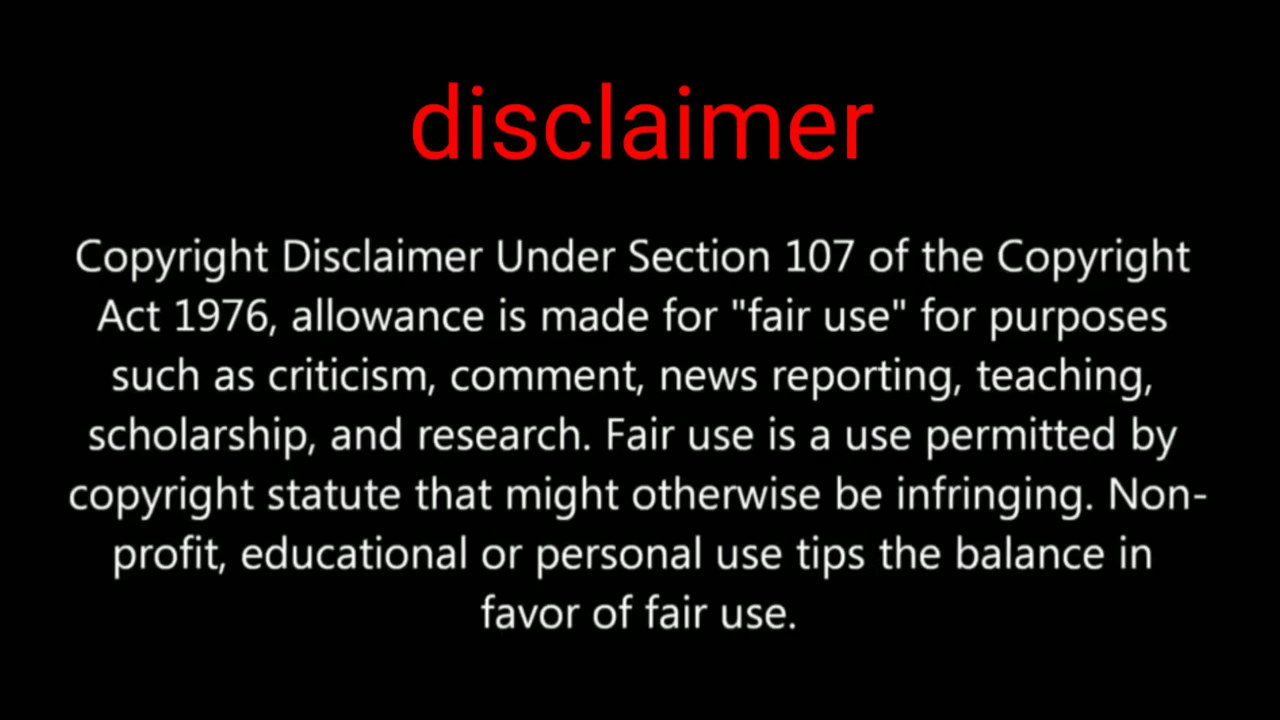 disclaimer
Copyright Disclaimer Under Section 107 of the Copyright
Act 1976, allowance is made for "fair use" for purposes
such as criticism, comment, news reporting, teaching,
scholarship, and research. Fair use is a use permitted by
copyright statute that might otherwise be infringing. Non-
profit, educational or personal use tips the balance in
favor of fair use.